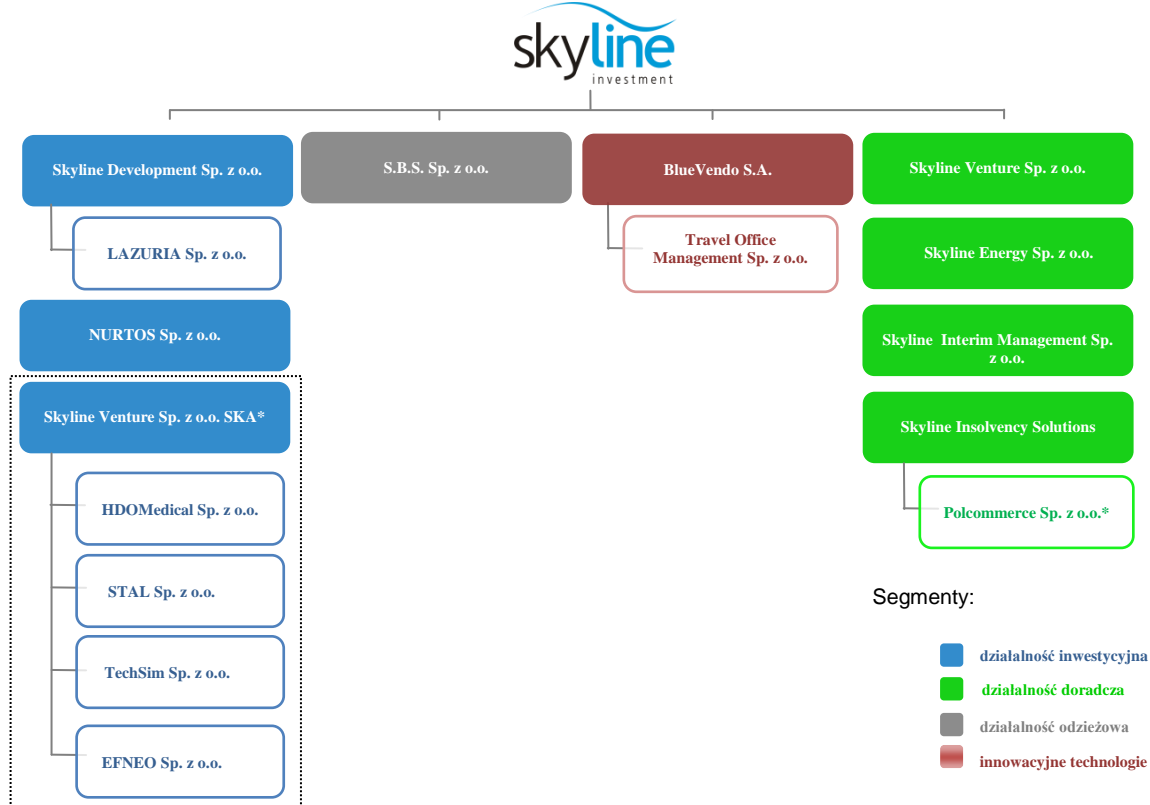 skyline
investment
Skyline Development Sp. z o.o.
S.B.S. Sp. z o.o.
BlueVendo S.A.
Skyline Venture Sp. z o.o.
LAZURIA Sp. z o.o.
Travel Office
Management Sp. z o.o.
Skyline Energy Sp. z o.o.
NURTOS Sp. z o.o.
Skyline Interim Management Sp.
z o.o.
Skyline Venture Sp. z o.o. SKA*
Skyline Insolvency Solutions
HDOMedical Sp. z o.o.
Polcommerce Sp. z o.o.*
STAL Sp. z o.o.
Segmenty:
TechSim Sp. z o.o.
działalność inwestycyjna
działalność doradcza
działalność odzieżowa
EFNEO Sp. z o.o.
innowacyjne technologie